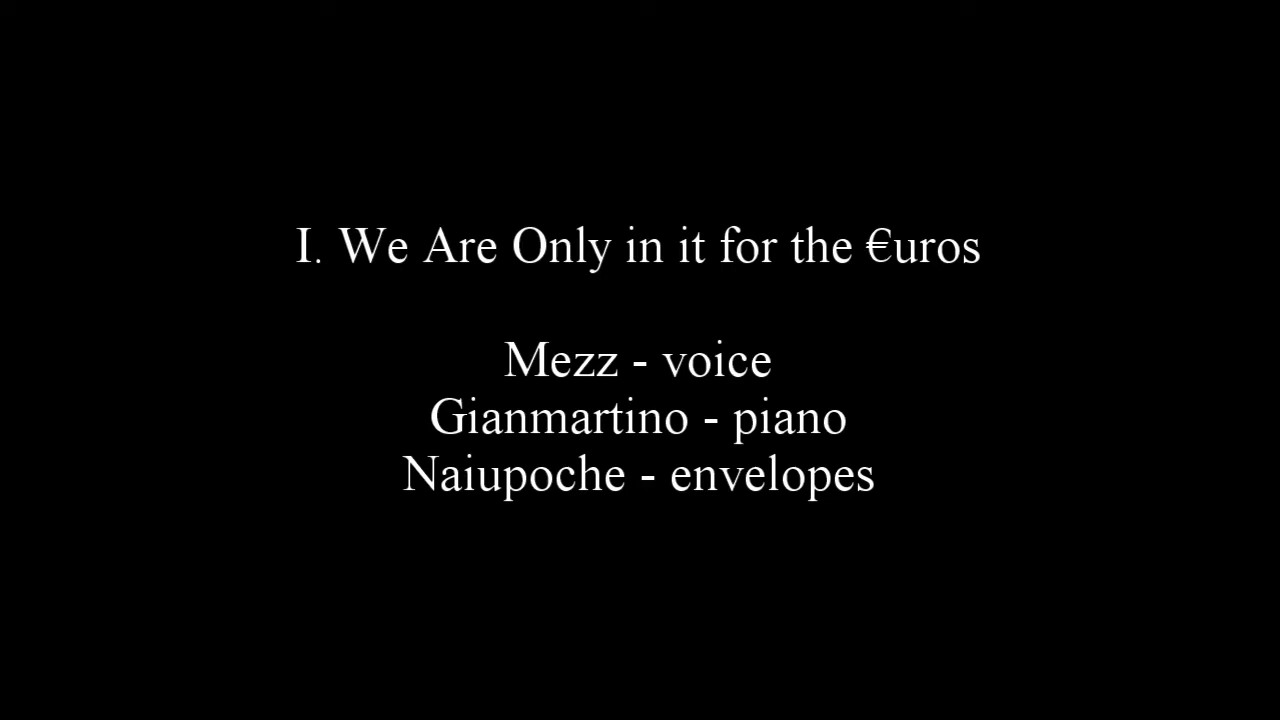 I. We Are Only in it for the €uros
Mezz - voice
Gianmartino - piano
Naiupoche - envelopes